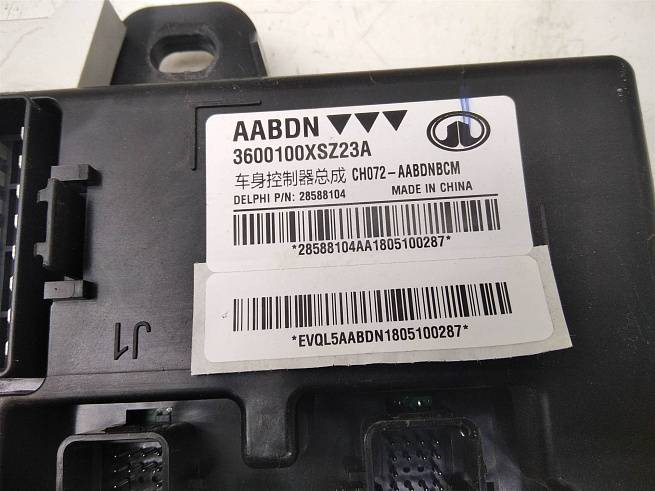 AABDN
3600100XSZ23A
车身控制器总成 CH072-AABDNBCM
DELPHI P/N: 28588104 MADE IN CHINA
*28588104AA1805100287*
*EVQL5AABDN1805100287*
J1